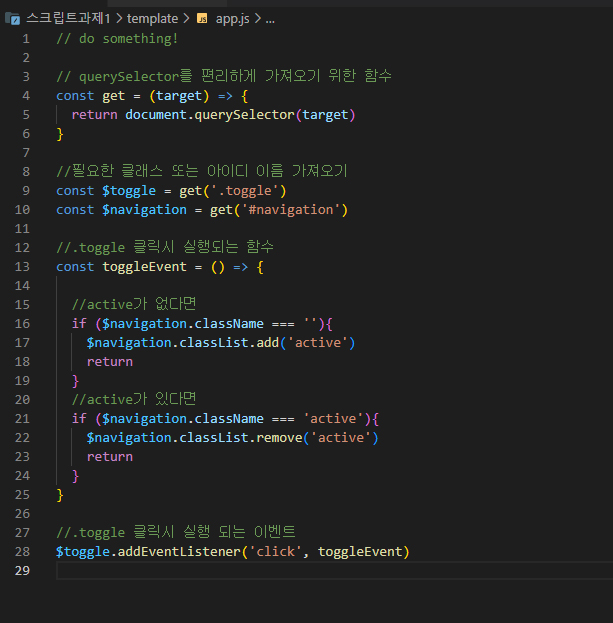 스크립트과제1 > template > JS app.js > ...
1 // do something!
2
3 // querySelector를 편리하게 가져오기 위한 함수
4 const get = (target) => {
5   return document.querySelector(target)
6 }
7
8 //필요한 클래스 또는 아이디 이름 가져오기
9 const $toggle = get('.toggle')
10 const $navigation = get('#navigation')
11
12 //.toggle 클릭시 실행되는 함수
13 const toggleEvent = () => {
14
15   //active가 없다면
16   if ($navigation.className === ''){
17     $navigation.classList.add('active')
18     return
19   }
20   //active가 있다면
21   if ($navigation.className === 'active'){
22     $navigation.classList.remove('active')
23     return
24   }
25 }
26
27 //.toggle 클릭시 실행 되는 이벤트
28 $toggle.addEventListener('click', toggleEvent)
29